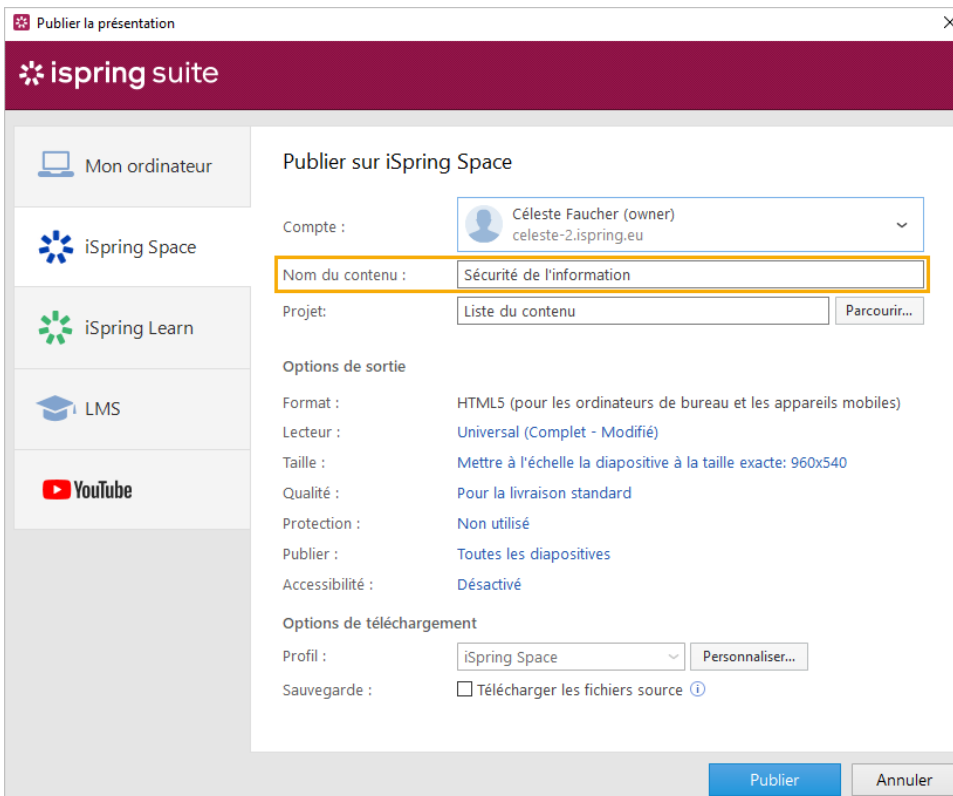 Publier la présentation
ispring suite
Mon ordinateur
iSpring Space
iSpring Learn
LMS
YouTube
Publier sur iSpring Space
Compte :
Céleste Faucher (owner)
celeste-2.ispring.eu
Nom du contenu : Sécurité de l'information
Projet: Liste du contenu Parcourir...
Options de sortie
Format : HTML5 (pour les ordinateurs de bureau et les appareils mobiles)
Lecteur : Universal (Complet - Modifié)
Taille : Mettre à l'échelle la diapositive à la taille exacte: 960x540
Qualité : Pour la livraison standard
Protection : Non utilisé
Publier : Toutes les diapositives
Accessibilité : Désactivé
Options de téléchargement
Profil : iSpring Space Personnaliser...
Sauvegarde : Télécharger les fichiers source
Publier Annuler